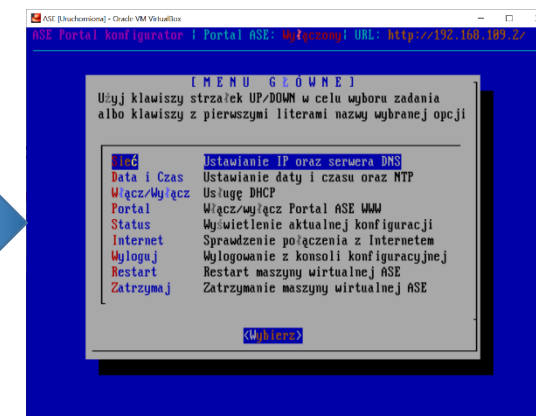 ASE [Uruchomiona] - Oracle VM VirtualBox
ASE Portal konfigurator | Portal ASE: Wyłączony| URL: http://192.168.109.2/
[ M E N U G Ł Ó W N E ]
Użyj klawiszy strzałek UP/DOWN w celu wyboru zadania
albo klawiszy z pierwszymi literami nazwy wybranej opcji
Sieć Ustawianie IP oraz serwera DNS
Data i Czas Ustawianie daty i czasu oraz NTP
Włącz/Wyłącz Usługę DHCP
Portal Włącz/wyłącz Portal ASE WWW
Status Wyświetlenie aktualnej konfiguracji
Internet Sprawdzenie połączenia z Internetem
Wyloguj Wylogowanie z konsoli konfiguracyjnej
Restart Restart maszyny wirtualnej ASE
Zatrzymaj Zatrzymanie maszyny wirtualnej ASE
<Wybierz>